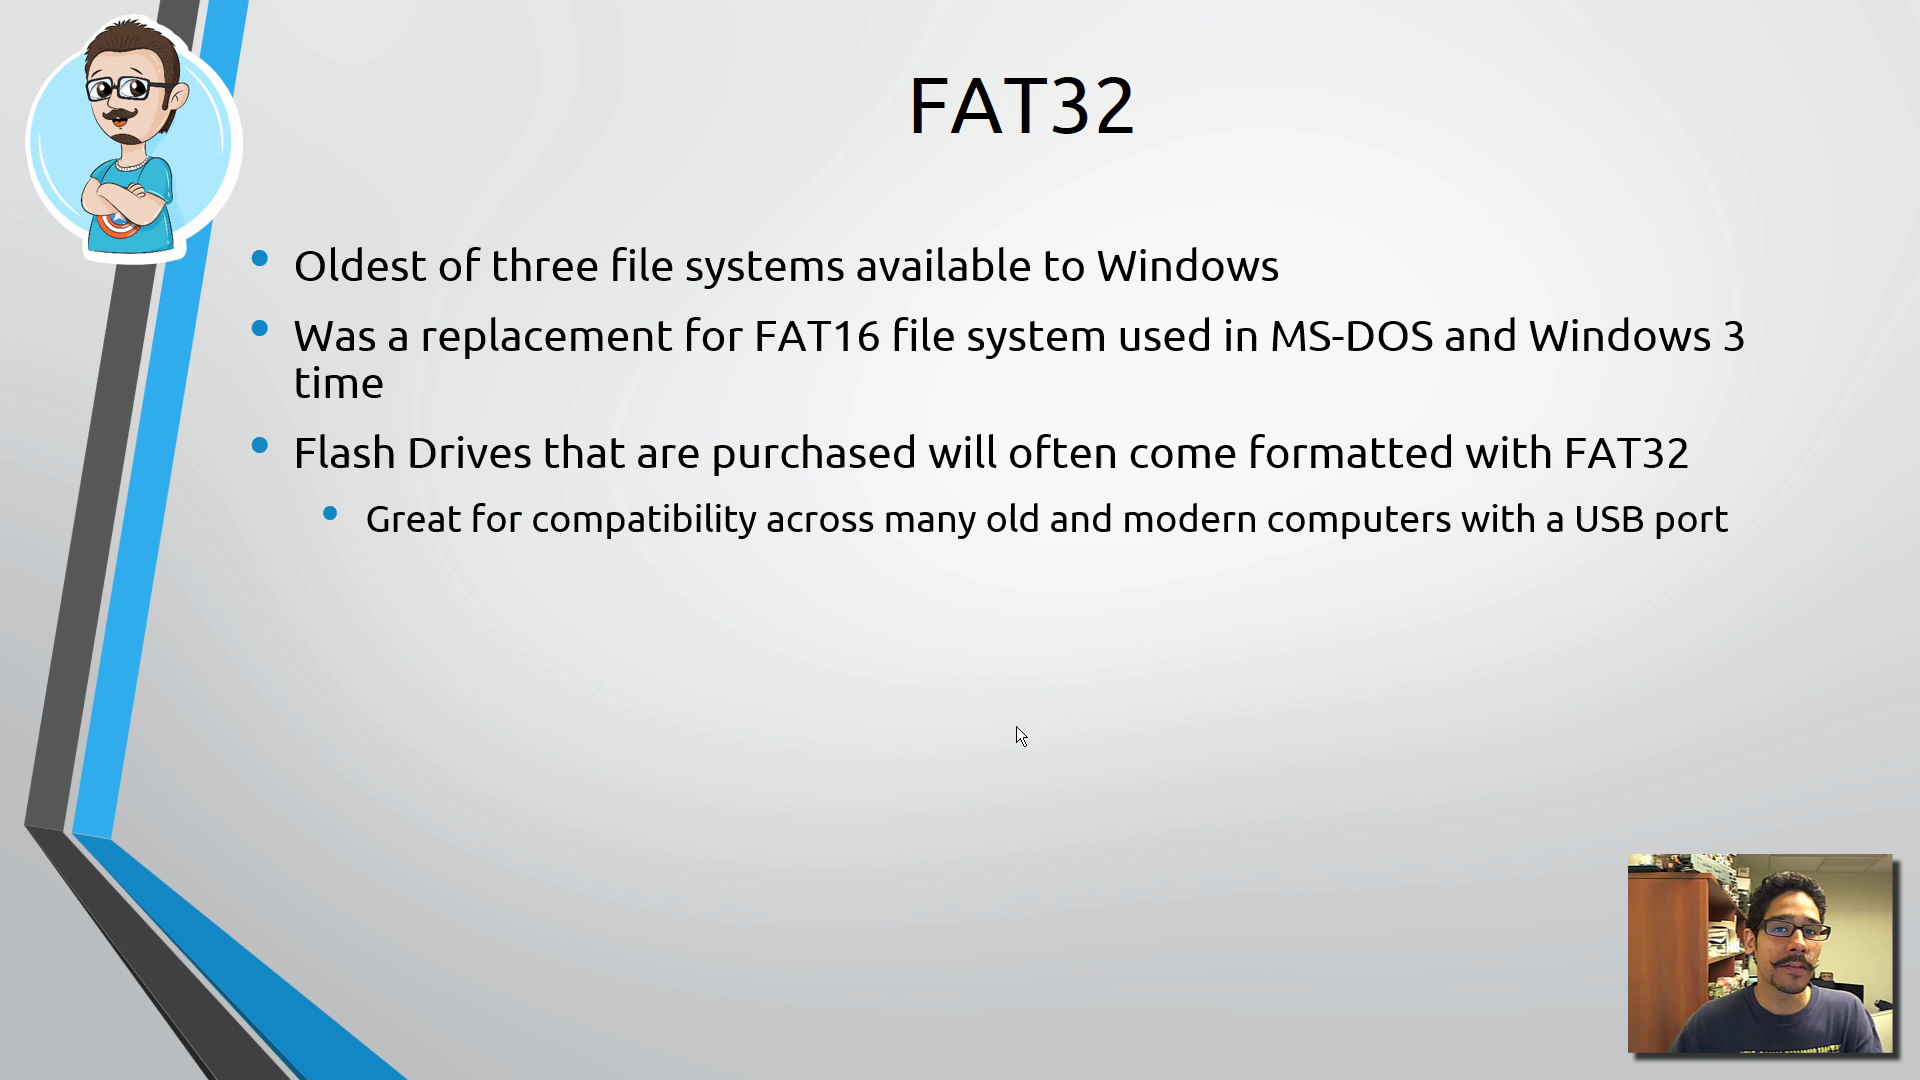 FAT32
Oldest of three file systems available to Windows
Was a replacement for FAT16 file system used in MS-DOS and Windows 3
time
Flash Drives that are purchased will often come formatted with FAT32
Great for compatibility across many old and modern computers with a USB port